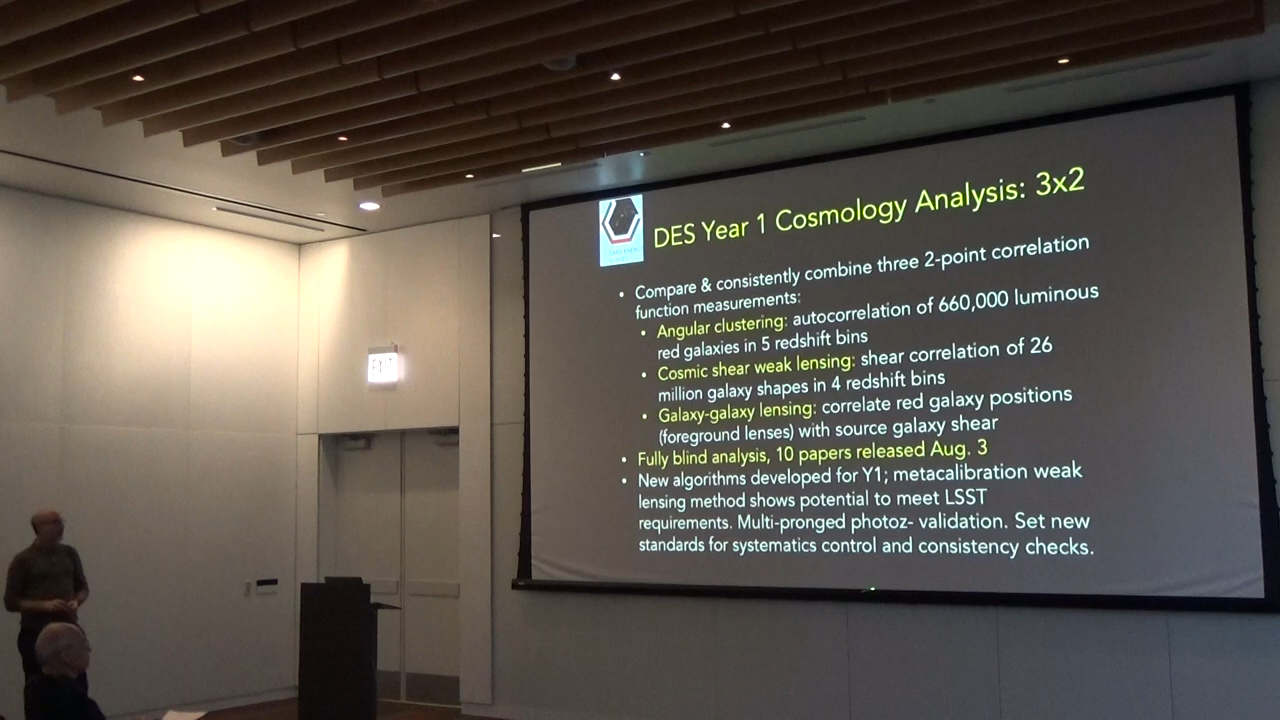 DES Year 1 Cosmology Analysis: 3x2
• Compare & consistently combine three 2-point correlation
function measurements:
• Angular clustering: autocorrelation of 660,000 luminous
red galaxies in 5 redshift bins
• Cosmic shear weak lensing: shear correlation of 26
million galaxy shapes in 4 redshift bins
• Galaxy-galaxy lensing: correlate red galaxy positions
(foreground lenses) with source galaxy shear
• Fully blind analysis, 10 papers released Aug. 3
• New algorithms developed for Y1; metacalibration weak
lensing method shows potential to meet LSST
requirements. Multi-pronged photoz- validation. Set new
standards for systematics control and consistency checks.
EXIT